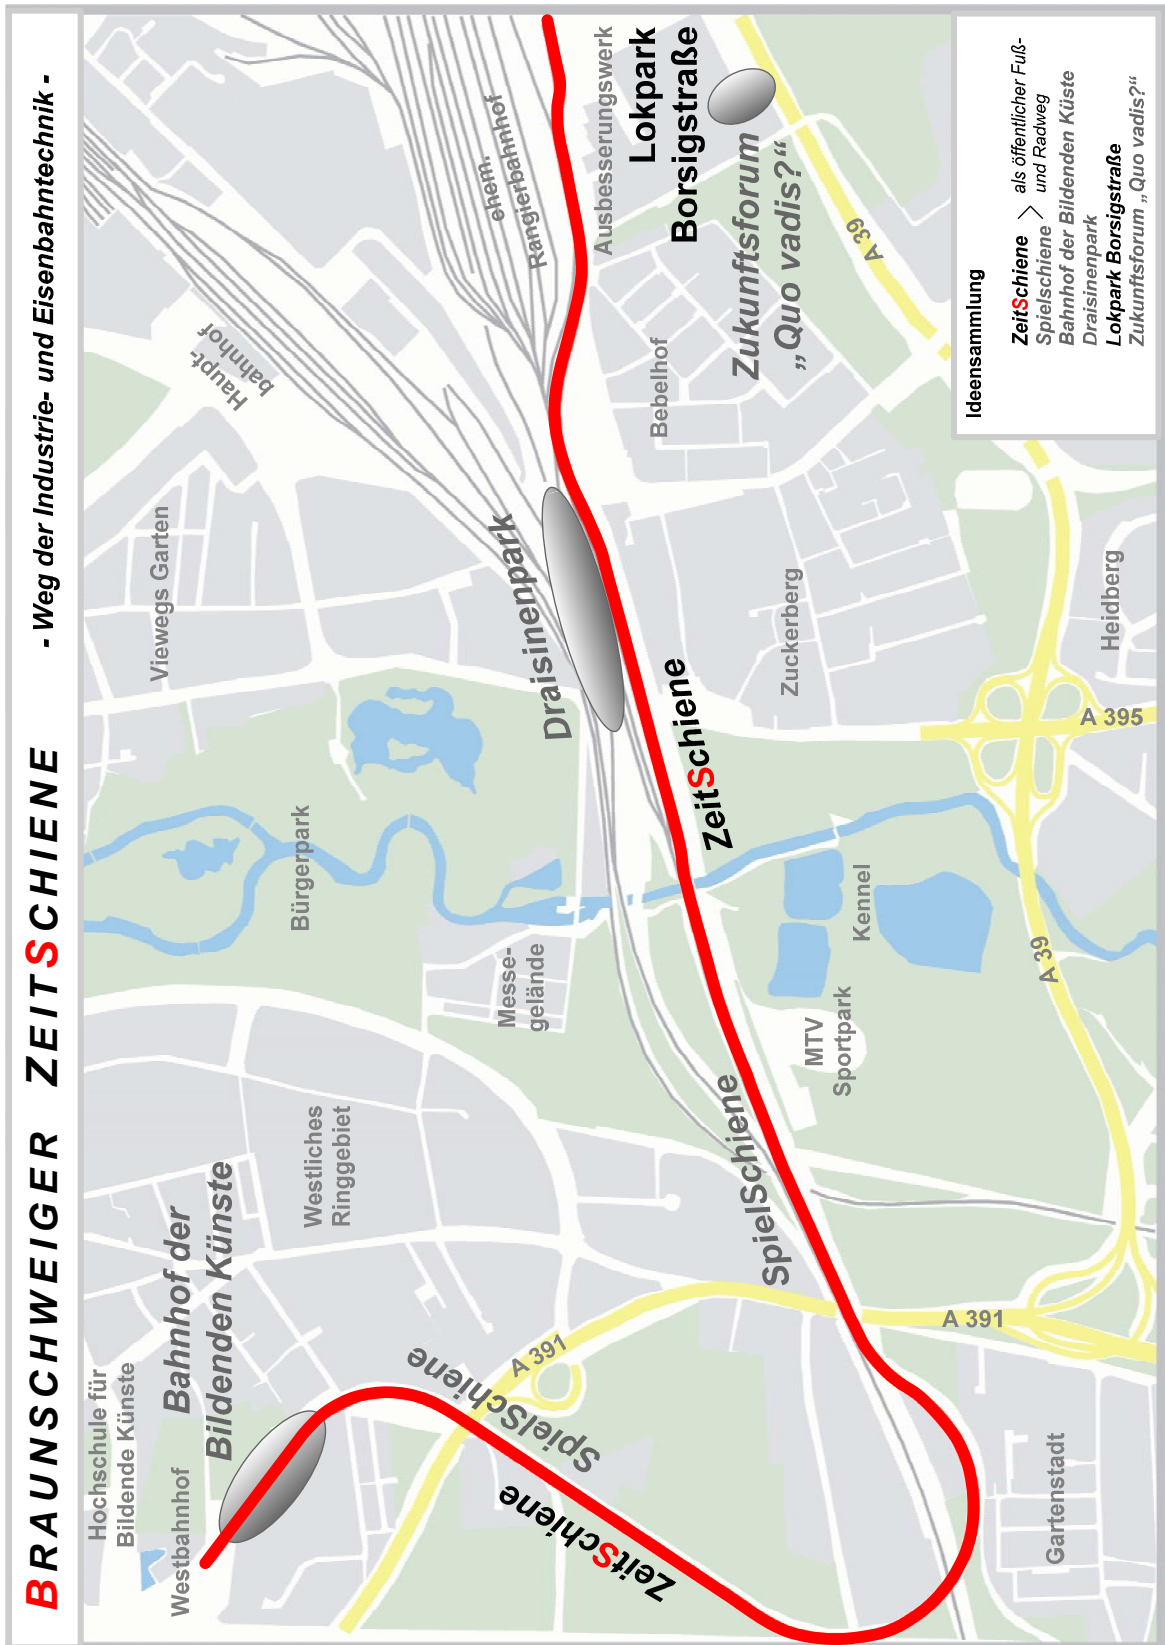 BRAUNSCHWEIGER ZEITSCHIENE - Weg der Industrie- und Eisenbahntechnik -
Hochschule für
Bildende Künste
Westbahnhof
Bahnhof der
Bildenden Künste
Westliches
Ringgebiet
Bürgerpark
Viewegs Garten
Haupt-
bahnhof
ehem.
Rangierbahnhof
Ausbesserungswerk
Lokpark
Borsigstraße
Zukunftsforum
„Quo vadis?“
A 39
Bebelhof
Draisinenpark
Messe-
gelände
ZeitSchiene
Zuckerberg
Heidberg
A 395
Kennel
A 39
MTV
Sportpark
SpielSchiene
A 391
SpielSchiene
ZeitSchiene
A 391
Gartenstadt
Ideensammlung
ZeitSchiene
Spielschiene
als öffentlicher Fuß-
und Radweg
Bahnhof der Bildenden Küste
Draisinenpark
Lokpark Borsigstraße
Zukunftsforum „Quo vadis?“